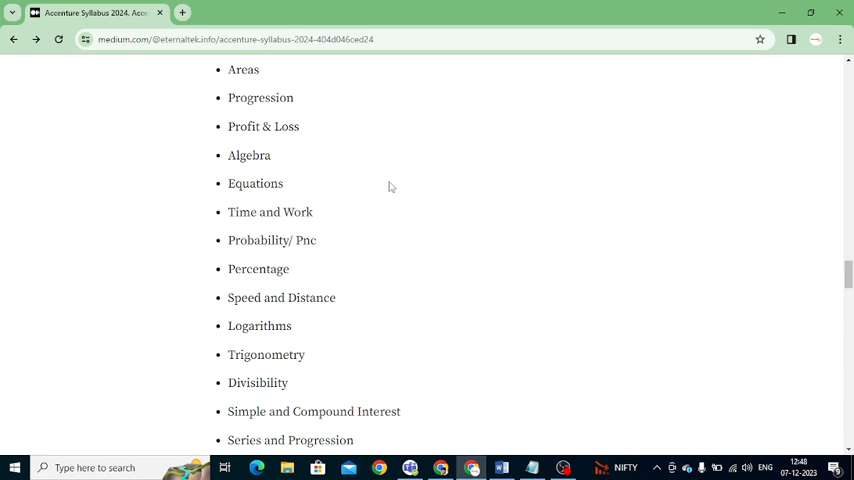 Accenture Syllabus 2024. Acce
medium.com/@eternaltek.info/accenture-syllabus-2024-404d046ced24
Areas
Progression
Profit & Loss
Algebra
Equations
Time and Work
Probability/ Pnc
Percentage
Speed and Distance
Logarithms
Trigonometry
Divisibility
Simple and Compound Interest
Series and Progression
Type here to search
NIFTY
ENG
12:48
07-12-2023